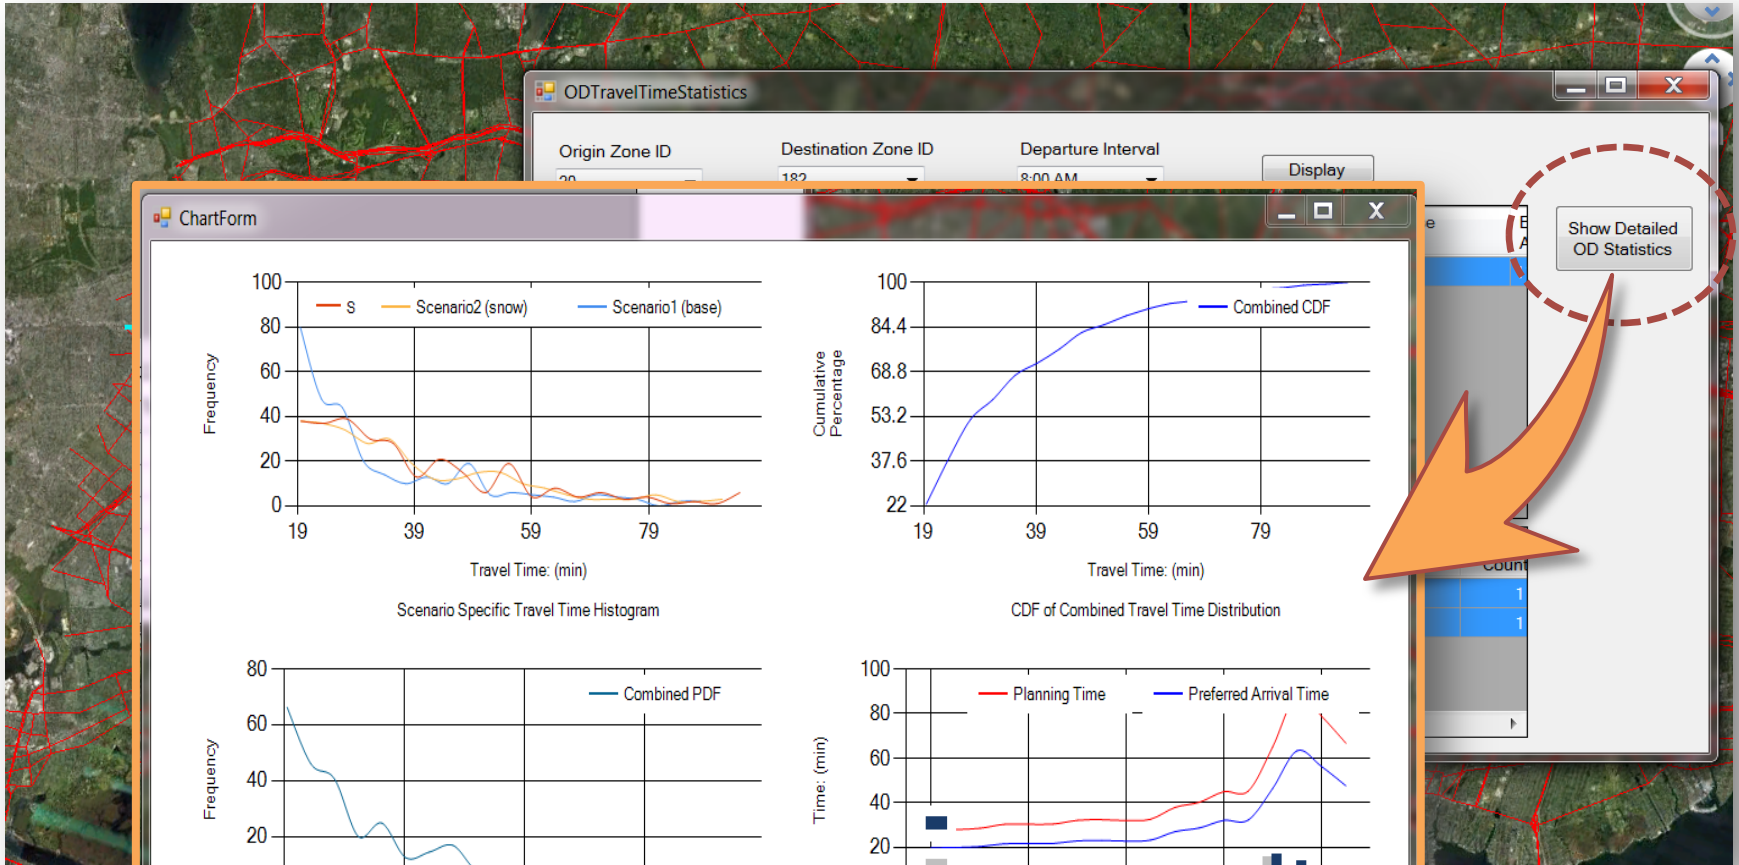 ODTravelTimeStatistics
Origin Zone ID
Destination Zone ID
Departure Interval
Display
182
8:00 AM
ChartForm
Show Detailed
OD Statistics
100
80
60
40
20
0
S
Scenario2 (snow)
Scenario1 (base)
Frequency
19
39
59
79
Travel Time: (min)
Scenario Specific Travel Time Histogram
100
84.4
68.8
53.2
37.6
22
Combined CDF
Cumulative
Percentage
19
39
59
79
Travel Time: (min)
CDF of Combined Travel Time Distribution
Count
1
1
80
60
40
20
Combined PDF
Frequency
100
80
60
40
20
Planning Time
Preferred Arrival Time
Time: (min)